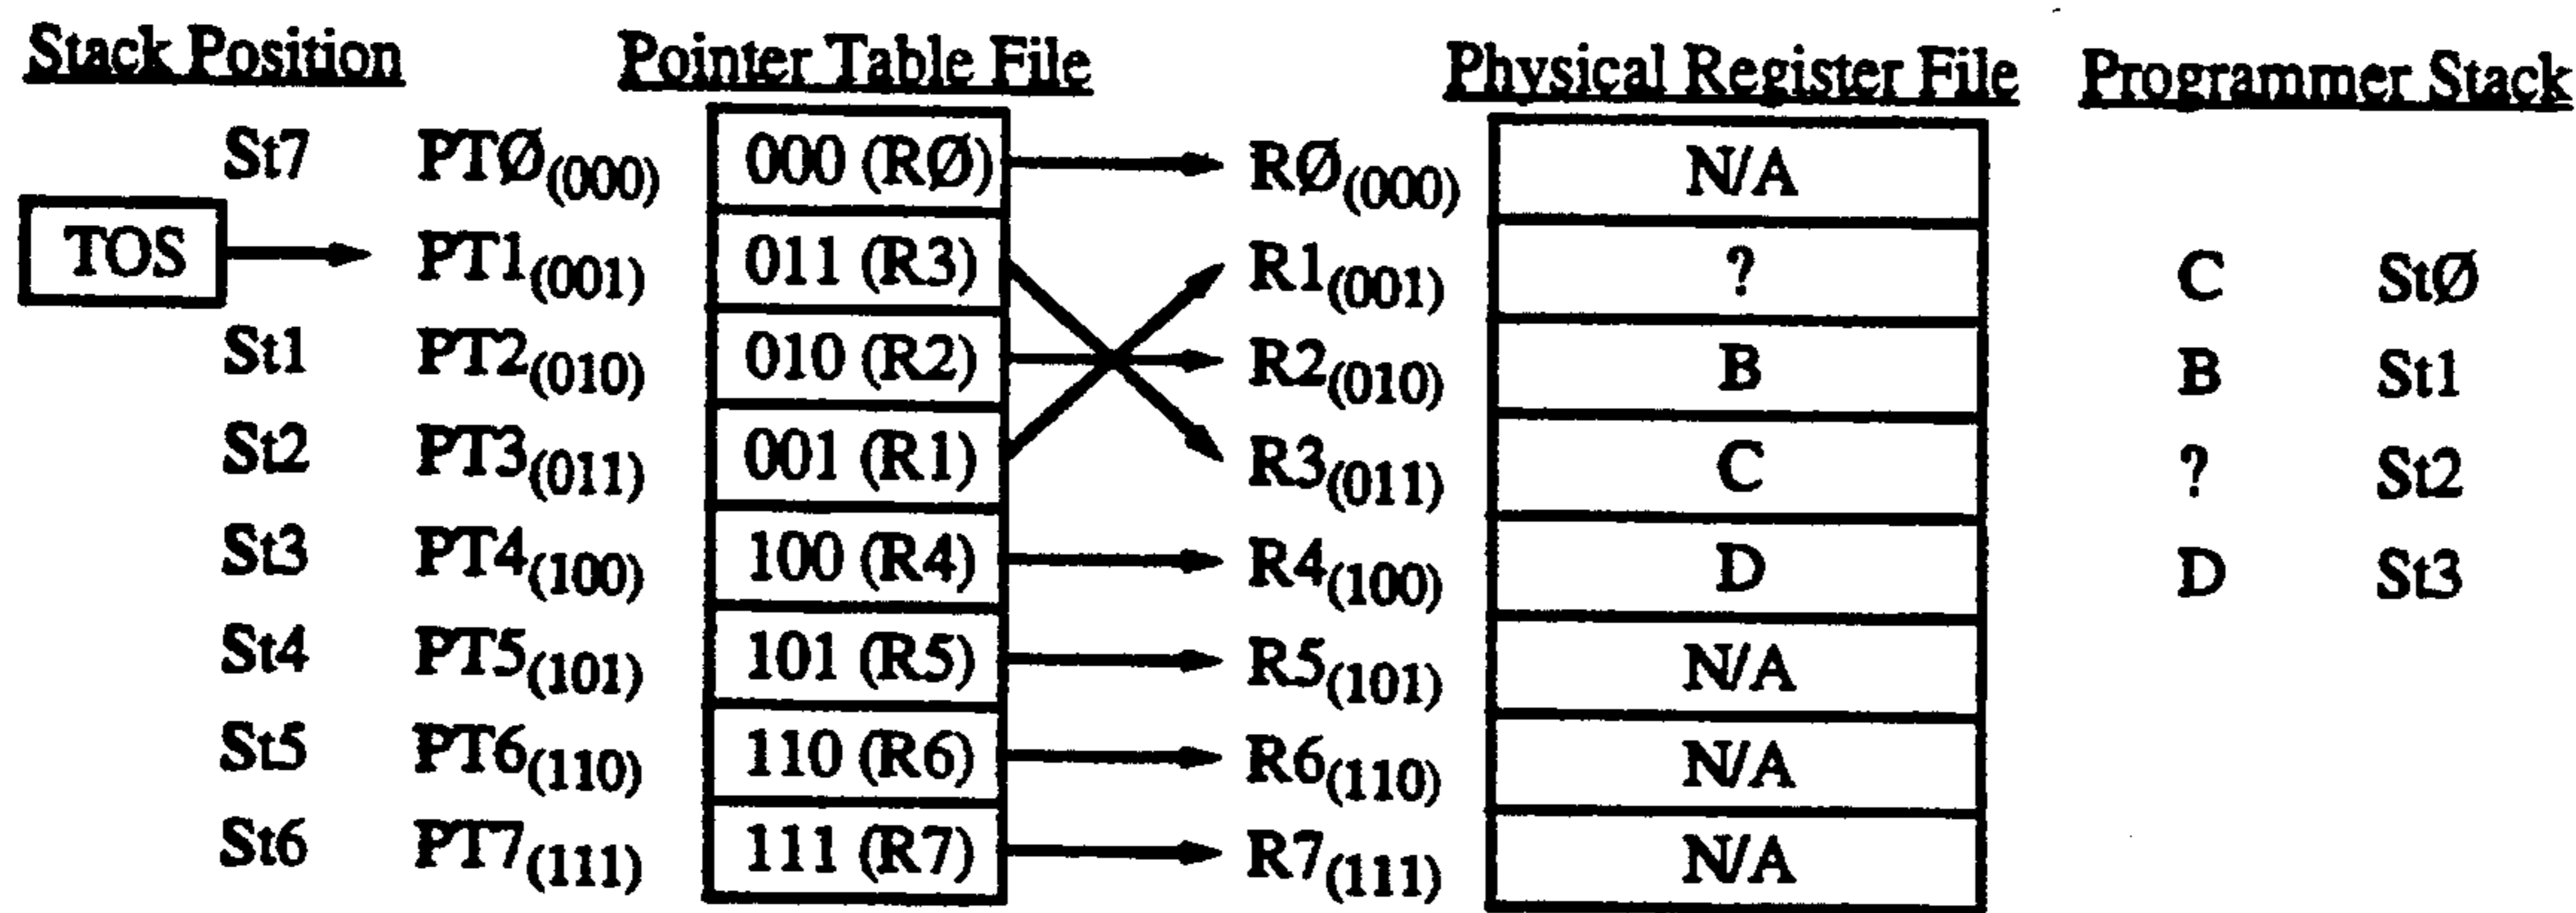 Stack Position Pointer Table File Physical Register File Programmer Stack
St7 PTØ(000) 000 (RØ) RØ(000) N/A
TOS PT1(001) 011 (R3) R1(001) ? C StØ
St1 PT2(010) 010 (R2) R2(010) B B St1
St2 PT3(011) 001 (R1) R3(011) C ? St2
St3 PT4(100) 100 (R4) R4(100) D D St3
St4 PT5(101) 101 (R5) R5(101) N/A
St5 PT6(110) 110 (R6) R6(110) N/A
St6 PT7(111) 111 (R7) R7(111) N/A